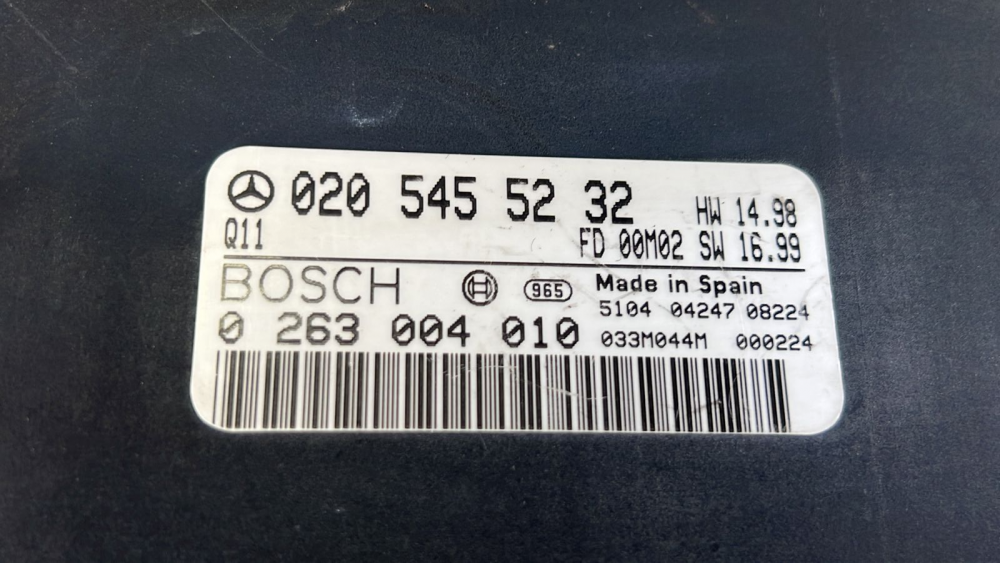 020 545 52 32 HW 14.98
Q11 FD 00M02 SW 16.99
BOSCH 965 Made in Spain
5104 04247 08224
0 263 004 010 033M044M 000224